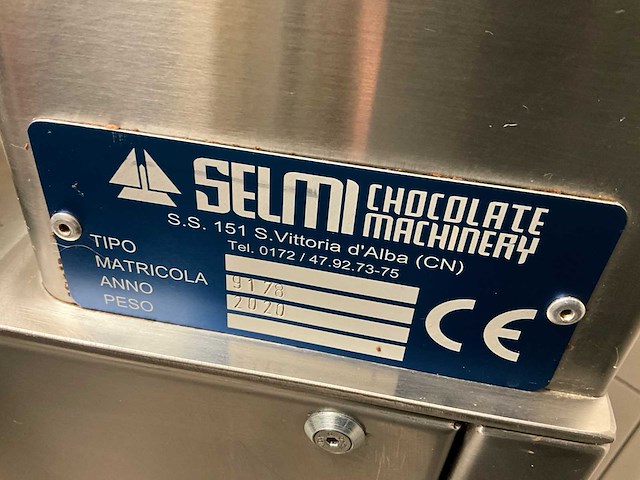 SELMI CHOCOLATE MACHINERY
S.S. 151 S.Vittoria d'Alba (CN)
Tel. 0172 / 47.92.73-75
TIPO
MATRICOLA 9178
ANNO 2020
PESO
CE